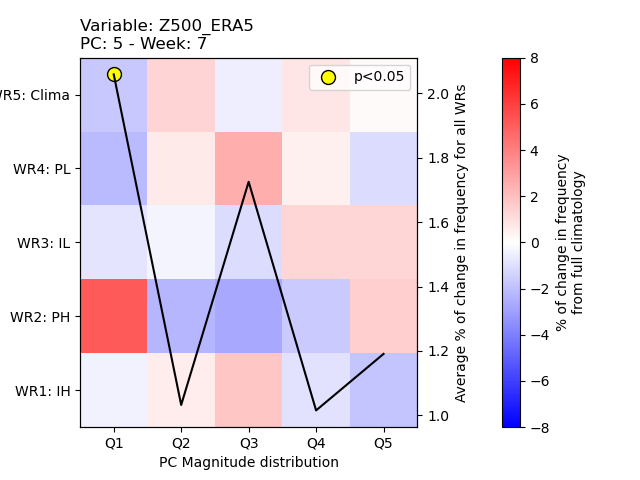 Variable: Z500_ERA5
PC: 5 - Week: 7
p<0.05
WR5: Clima
WR4: PL
WR3: IL
WR2: PH
WR1: IH
Q1 Q2 Q3 Q4 Q5
PC Magnitude distribution
2.0
1.8
1.6
1.4
1.2
1.0
Average % of change in frequency for all WRs
8
6
4
2
0
−2
−4
−6
−8
% of change in frequency
from full climatology